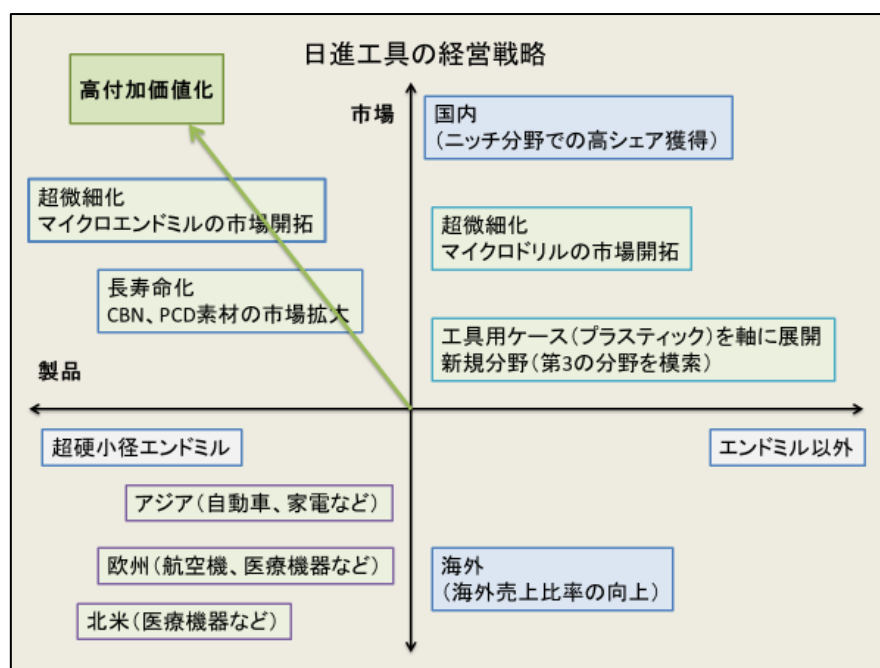 日進工具の経営戦略
高付加価値化
市場
国内
(ニッチ分野での高シェア獲得)
超微細化
マイクロエンドミルの市場開拓
超微細化
マイクロドリルの市場開拓
長寿命化
CBN、PCD素材の市場拡大
工具用ケース(プラスティック)を軸に展開
新規分野(第3の分野を模索)
製品
超硬小径エンドミル
エンドミル以外
アジア(自動車、家電など)
欧州(航空機、医療機器など)
海外
(海外売上比率の向上)
北米(医療機器など)